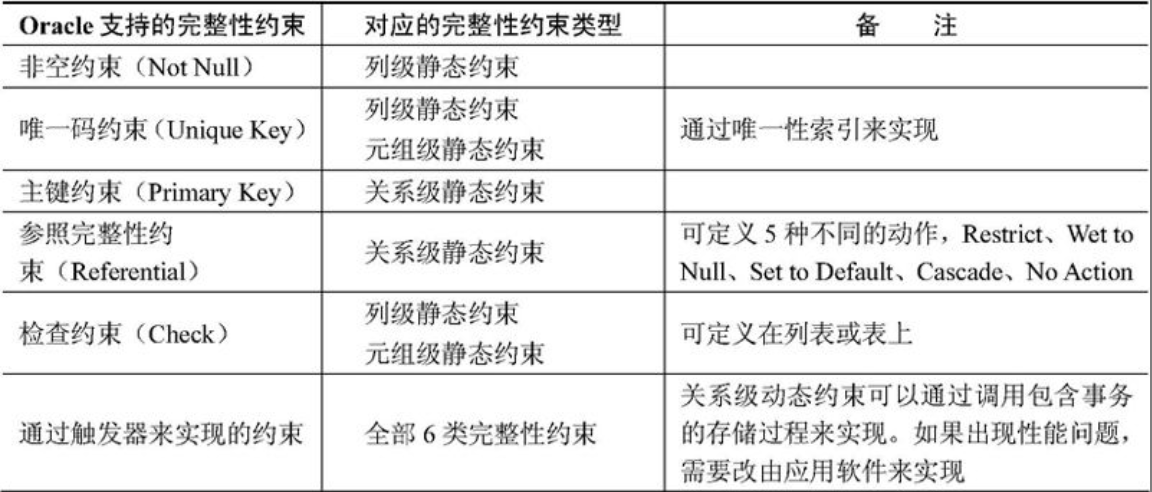 Oracle 支持的完整性约束 对应的完整性约束类型 备 注
非空约束（Not Null） 列级静态约束
唯一码约束（Unique Key） 列级静态约束
元组级静态约束 通过唯一性索引来实现
主键约束（Primary Key） 关系级静态约束
参照完整性约
束（Referential） 关系级静态约束 可定义 5 种不同的动作，Restrict、Wet to
Null、Set to Default、Cascade、No Action
检查约束（Check） 列级静态约束
元组级静态约束 可定义在列表或表上
通过触发器来实现的约束 全部 6 类完整性约束 关系级动态约束可以通过调用包含事务
的存储过程来实现。如果出现性能问题，
需要改由应用软件来实现